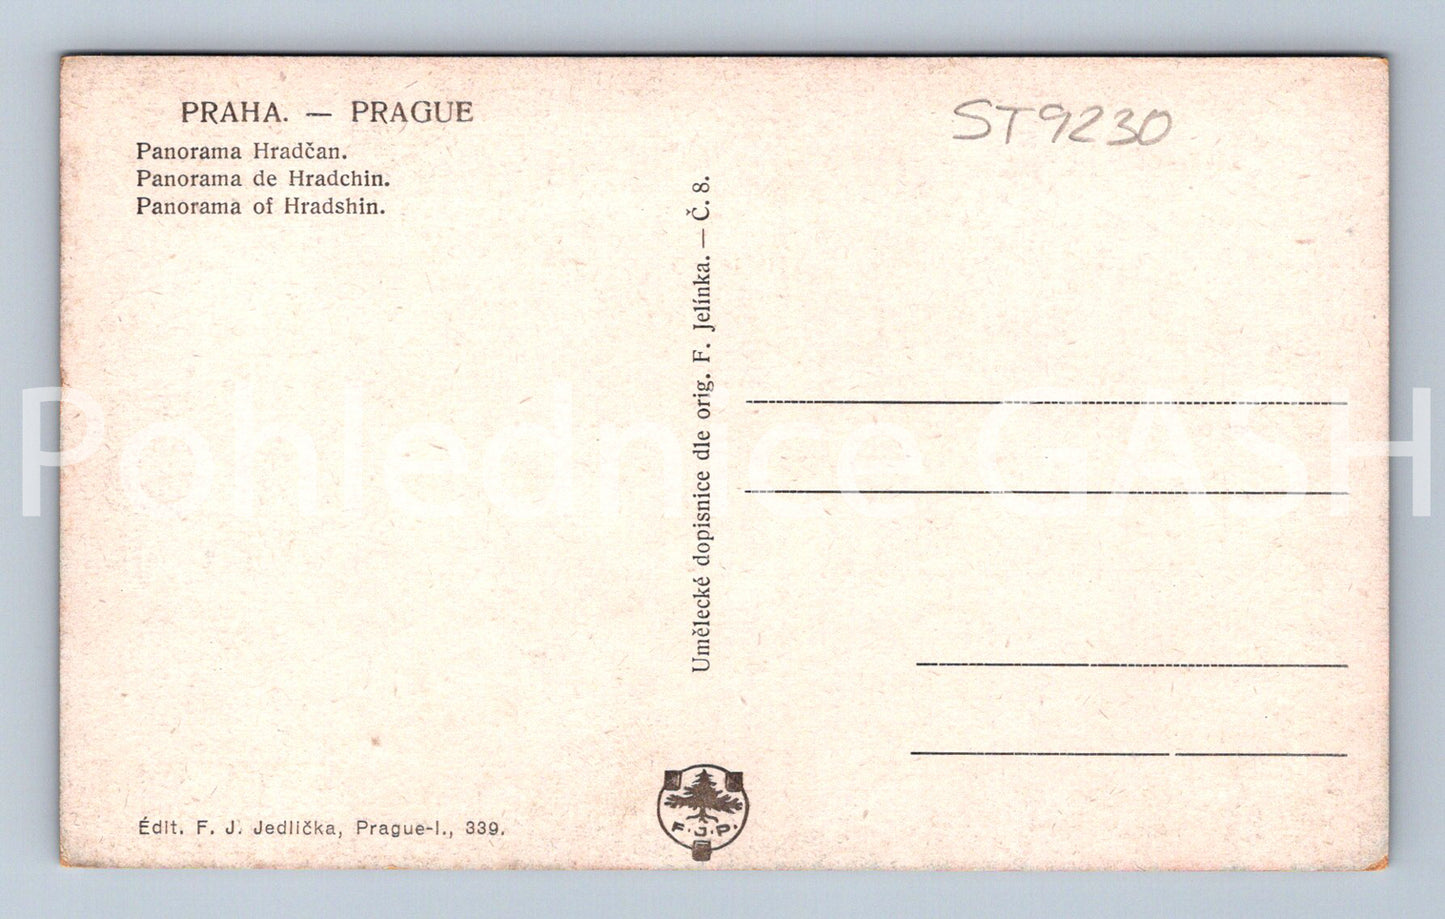 PRAHA. — PRAGUE
Panorama Hradčan.
Panorama de Hradchin.
Panorama of Hradshin.
ST9230
Umělecké dopisnice dle orig. F. Jelínka. — Č. 8.
Pohlednice GASH
Édit. F. J. Jedlička, Prague-I., 339.
F. J. P.